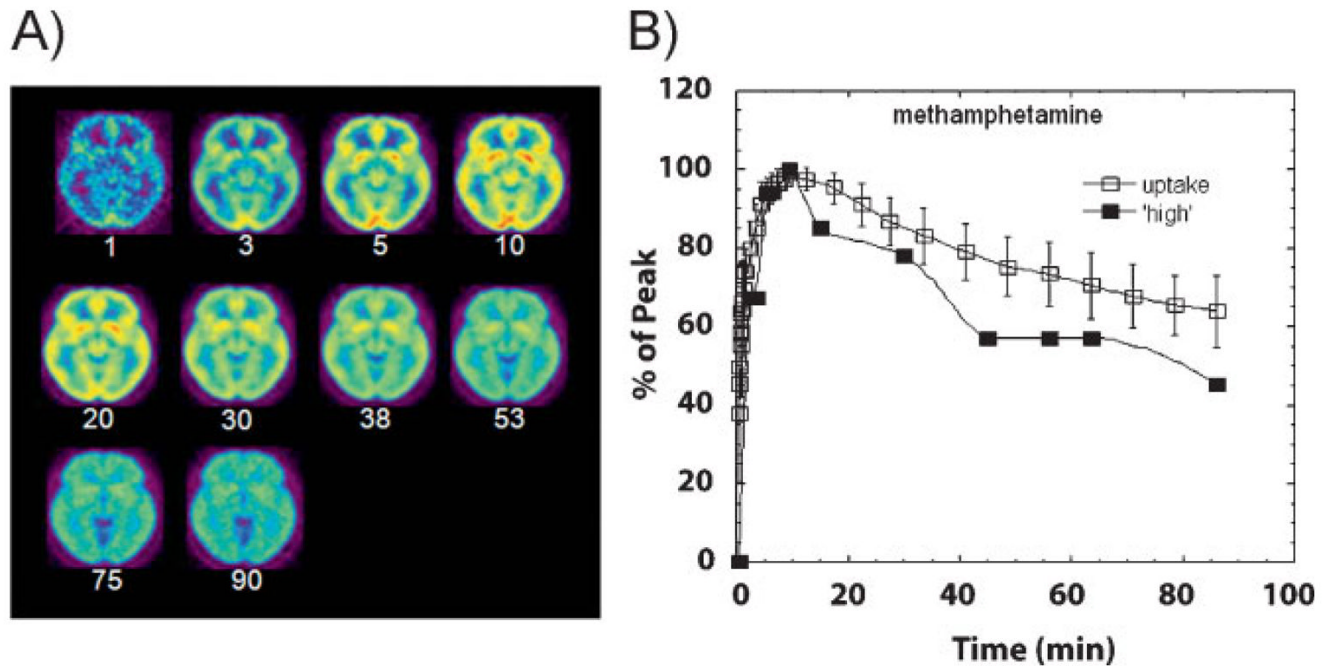 A)
1 3 5 10
20 30 38 53
75 90
B)
methamphetamine
uptake
'high'
% of Peak
120
100
80
60
40
20
0
0 20 40 60 80 100
Time (min)